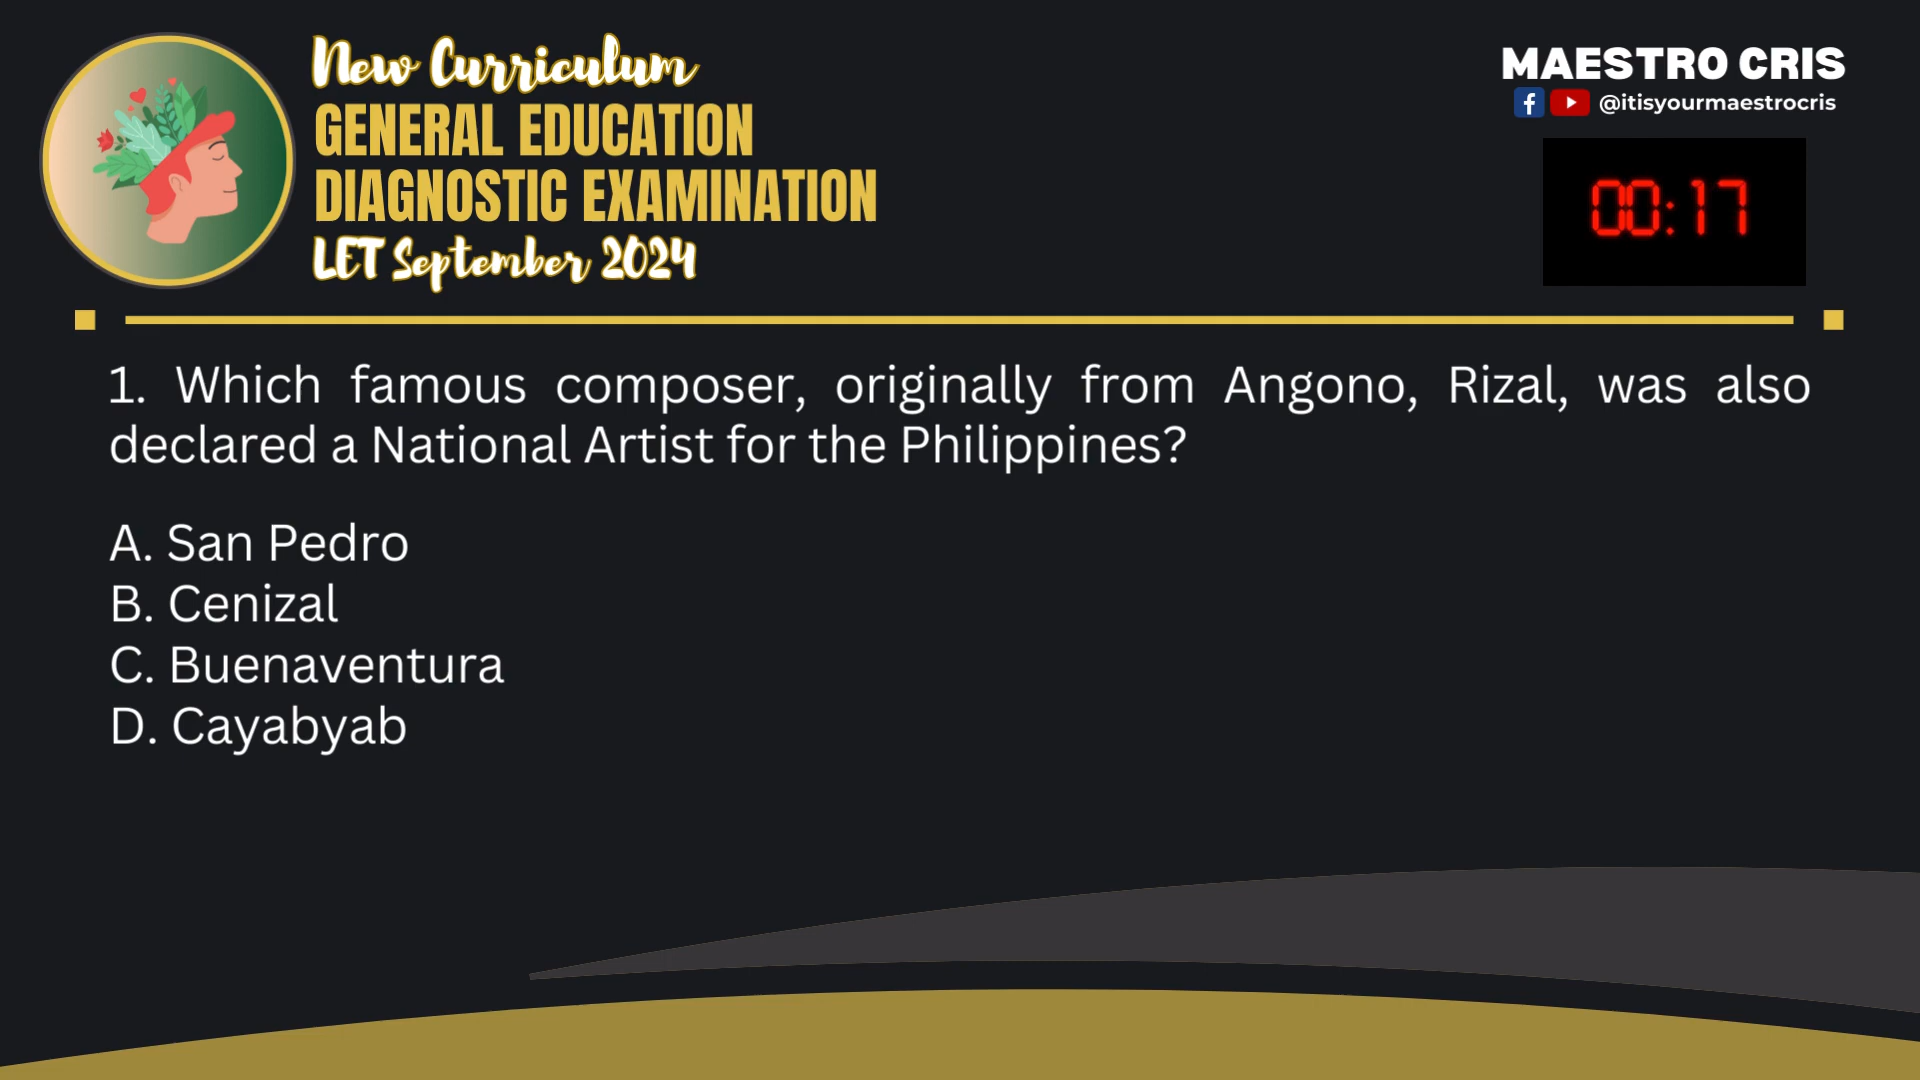 New Curriculum
GENERAL EDUCATION
DIAGNOSTIC EXAMINATION
LET September 2024
MAESTRO CRIS
@itisyourmaestrocris
00:17
1. Which famous composer, originally from Angono, Rizal, was also
declared a National Artist for the Philippines?
A. San Pedro
B. Cenizal
C. Buenaventura
D. Cayabyab